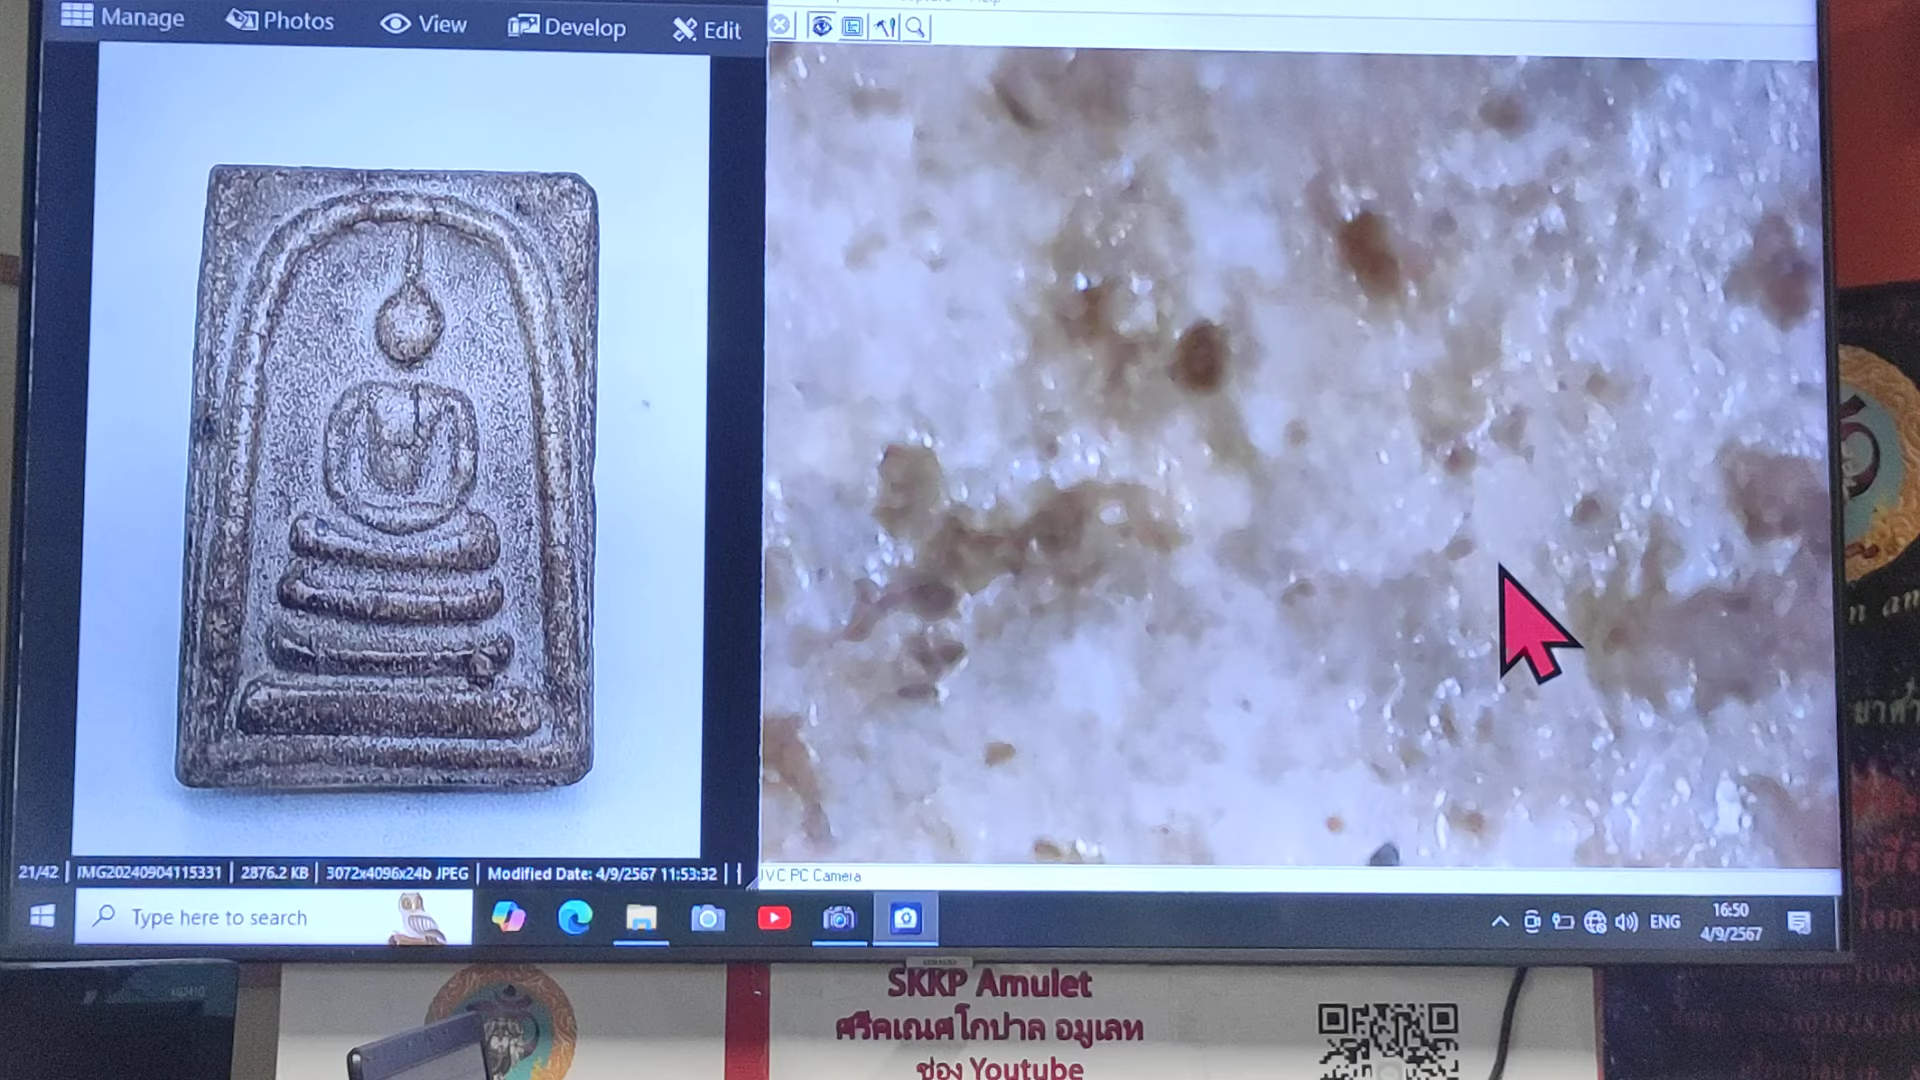 Manage
Photos
View
Develop
Edit
21/42
IMG20240904115331
2876.2 KB
3072x4096x24b JPEG
Modified Date: 4/9/2567 11:53:32
IVC PC Camera
Type here to search
ENG
16:50
4/9/2567
SKKP Amulet
ศรีคเณศโกปาล อมูเลท
ช่อง Youtube